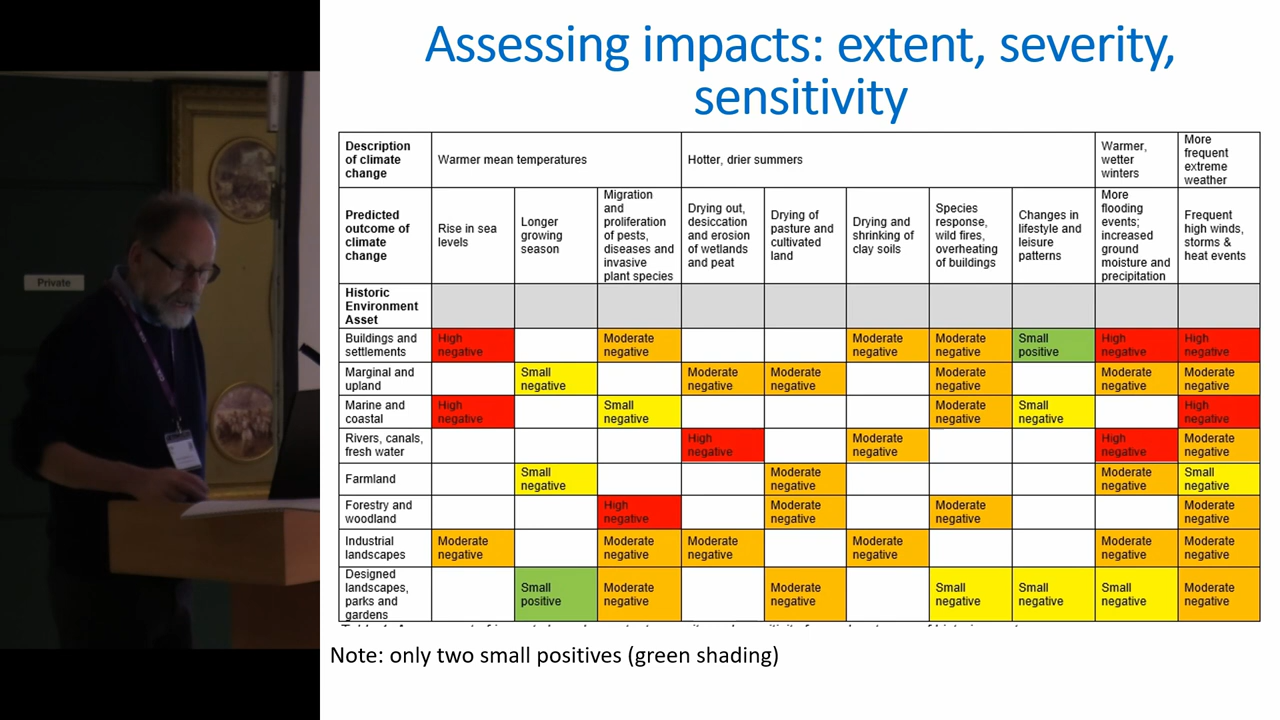 Assessing impacts: extent, severity,
sensitivity
Description
of climate
change
Warmer mean temperatures
Hotter, drier summers
Warmer,
wetter
winters
More
frequent
extreme
weather
Predicted
outcome of
climate
change
Rise in sea
levels
Longer
growing
season
Migration
and
proliferation
of pests,
diseases and
invasive
plant species
Drying out,
desiccation
and erosion
of wetlands
and peat
Drying of
pasture and
cultivated
land
Drying and
shrinking of
clay soils
Species
response,
wild fires,
overheating
of buildings
Changes in
lifestyle and
leisure
patterns
More
flooding
events;
increased
ground
moisture and
precipitation
Frequent
high winds,
storms &
heat events
Historic
Environment
Asset
Buildings and
settlements
High
negative
Moderate
negative
Moderate
negative
Moderate
negative
Small
positive
High
negative
High
negative
Marginal and
upland
Small
negative
Moderate
negative
Moderate
negative
Moderate
negative
Moderate
negative
Moderate
negative
Marine and
coastal
High
negative
Small
negative
Moderate
negative
Small
negative
High
negative
Rivers, canals,
fresh water
High
negative
Moderate
negative
High
negative
Moderate
negative
Farmland
Small
negative
Moderate
negative
Moderate
negative
Small
negative
Forestry and
woodland
High
negative
Moderate
negative
Moderate
negative
Moderate
negative
Industrial
landscapes
Moderate
negative
Moderate
negative
Moderate
negative
Moderate
negative
Moderate
negative
Moderate
negative
Designed
landscapes,
parks and
gardens
Small
positive
Moderate
negative
Moderate
negative
Small
negative
Small
negative
Small
negative
Moderate
negative
Note: only two small positives (green shading)
Private